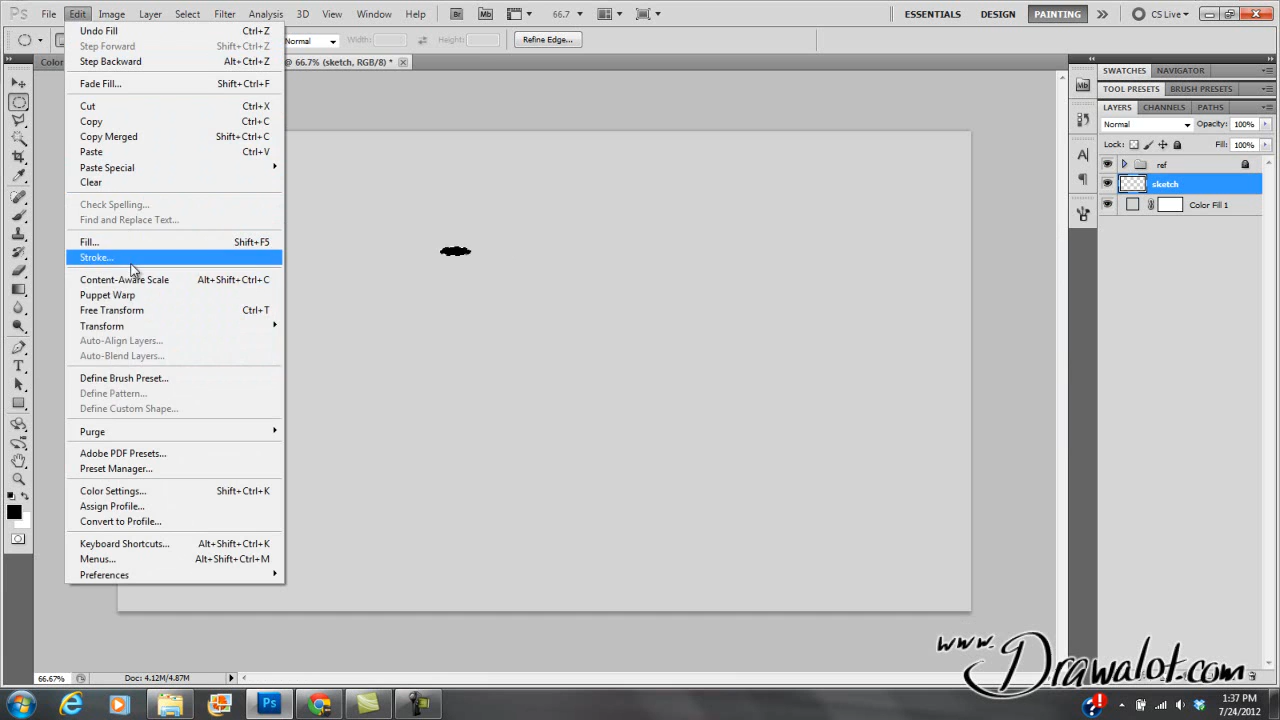 Ps File Edit Image Layer Select Filter Analysis 3D View Window Help Br Mb 66.7 ESSENTIALS DESIGN PAINTING CS Live
Normal Width: Height: Refine Edge...
Color @ 66.7% (sketch, RGB/8) *
Undo Fill Ctrl+Z
Step Forward Shift+Ctrl+Z
Step Backward Alt+Ctrl+Z
Fade Fill... Shift+Ctrl+F
Cut Ctrl+X
Copy Ctrl+C
Copy Merged Shift+Ctrl+C
Paste Ctrl+V
Paste Special
Clear
Check Spelling...
Find and Replace Text...
Fill... Shift+F5
Stroke...
Content-Aware Scale Alt+Shift+Ctrl+C
Puppet Warp
Free Transform Ctrl+T
Transform
Auto-Align Layers...
Auto-Blend Layers...
Define Brush Preset...
Define Pattern...
Define Custom Shape...
Purge
Adobe PDF Presets...
Preset Manager...
Color Settings... Shift+Ctrl+K
Assign Profile...
Convert to Profile...
Keyboard Shortcuts... Alt+Shift+Ctrl+K
Menus... Alt+Shift+Ctrl+M
Preferences
SWATCHES NAVIGATOR
TOOL PRESETS BRUSH PRESETS
LAYERS CHANNELS PATHS
Normal Opacity: 100%
Lock: Fill: 100%
ref
sketch
Color Fill 1
66.67% Doc: 4.12M/4.87M
www.Drawalot.com
Ps
1:37 PM
7/24/2012